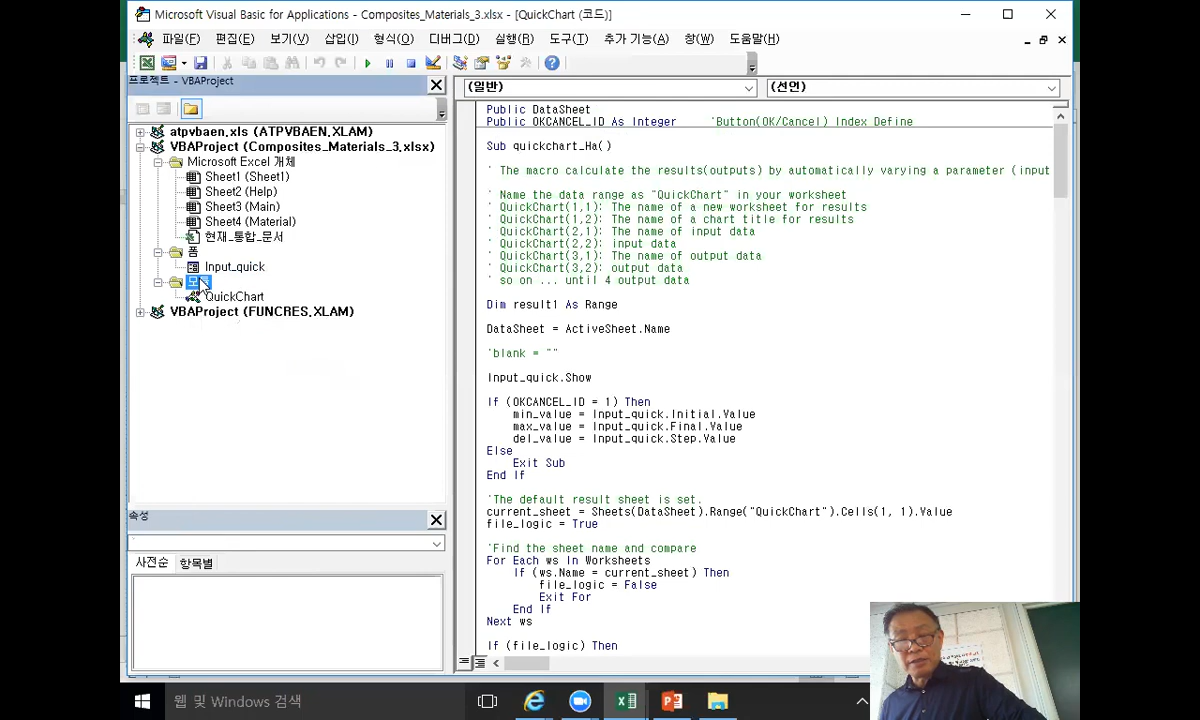 Microsoft Visual Basic for Applications - Composites_Materials_3.xlsx - [QuickChart (코드)]
파일(F) 편집(E) 보기(V) 삽입(I) 형식(O) 디버그(D) 실행(R) 도구(T) 추가 기능(A) 창(W) 도움말(H)
프로젝트 - VBAProject
atpvbaen.xls (ATPVBAEN.XLAM)
VBAProject (Composites_Materials_3.xlsx)
Microsoft Excel 개체
Sheet1 (Sheet1)
Sheet2 (Help)
Sheet3 (Main)
Sheet4 (Material)
현재_통합_문서
폼
Input_quick
QuickChart
VBAProject (FUNCRES.XLAM)
속성
사전순 항목별
(일반) (선언)
Public DataSheet
Public OKCANCEL_ID As Integer 'Button(OK/Cancel) Index Define
Sub quickchart_Ha()
' The macro calculate the results(outputs) by automatically varying a parameter (input
' Name the data range as "QuickChart" in your worksheet
' QuickChart(1,1): The name of a new worksheet for results
' QuickChart(1,2): The name of a chart title for results
' QuickChart(2,1): The name of input data
' QuickChart(2,2): input data
' QuickChart(3,1): The name of output data
' QuickChart(3,2): output data
' so on ... until 4 output data
Dim result1 As Range
DataSheet = ActiveSheet.Name
'blank = ""
Input_quick.Show
If (OKCANCEL_ID = 1) Then
min_value = Input_quick.Initial.Value
max_value = Input_quick.Final.Value
del_value = Input_quick.Step.Value
Else
Exit Sub
End If
'The default result sheet is set.
current_sheet = Sheets(DataSheet).Range("QuickChart").Cells(1, 1).Value
file_logic = True
'Find the sheet name and compare
For Each ws In Worksheets
If (ws.Name = current_sheet) Then
file_logic = False
Exit For
End If
Next ws
If (file_logic) Then
웹 및 Windows 검색